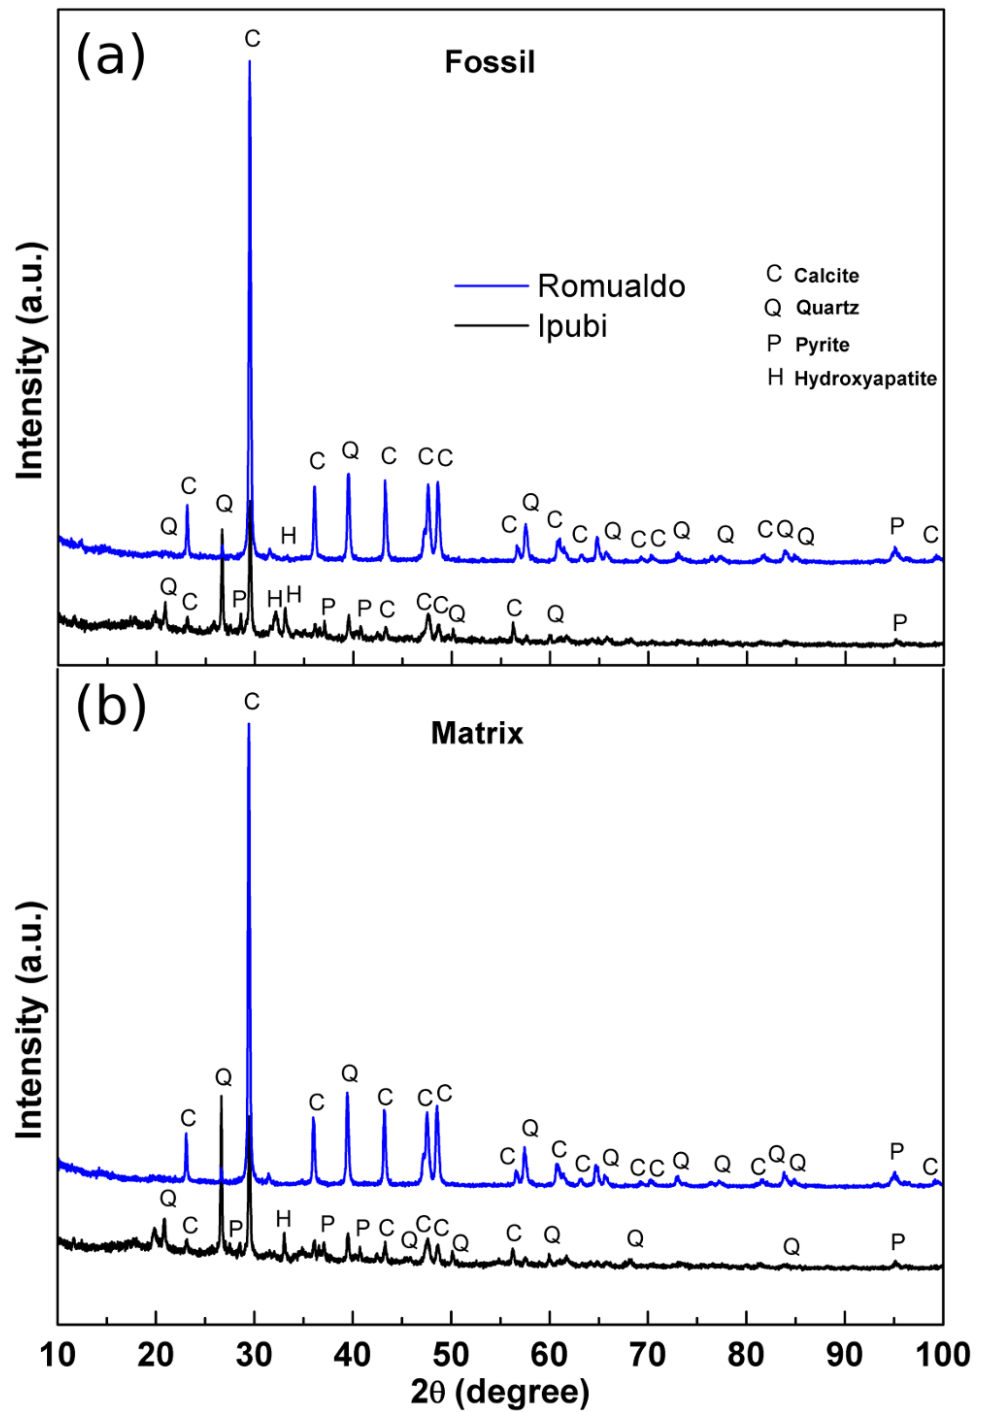 (a)
Fossil
C
Romualdo
Ipubi
C Calcite
Q Quartz
P Pyrite
H Hydroxyapatite
Q C Q H C Q C C C C Q C C Q C C Q Q C Q Q P C
Q C P H H P P C C C Q C Q P
Intensity (a.u.)
(b)
Matrix
C
C Q C Q C C C C Q C C Q C C Q Q C Q Q P C
Q C P H P P C Q C C Q C Q Q Q P
Intensity (a.u.)
10 20 30 40 50 60 70 80 90 100
2θ (degree)